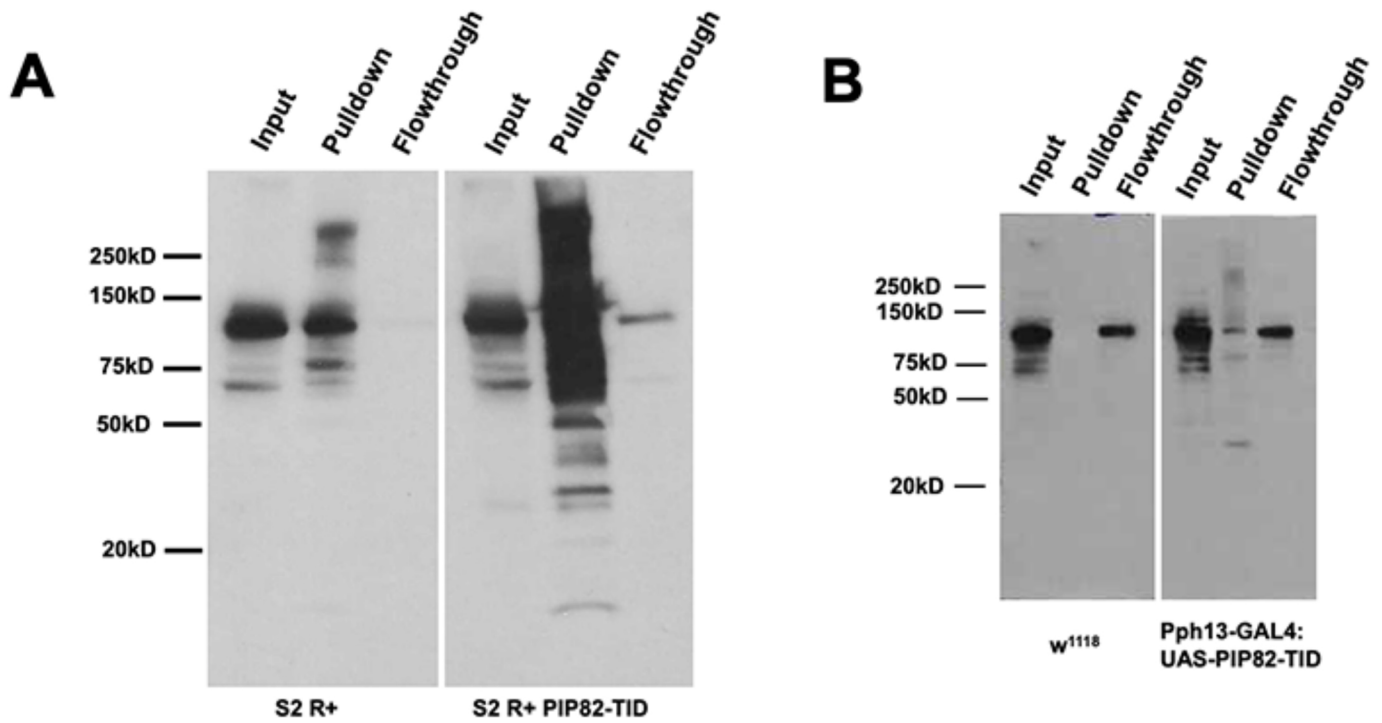 A
Input
Pulldown
Flowthrough
Input
Pulldown
Flowthrough
250kD
150kD
75kD
50kD
20kD
S2 R+
S2 R+ PIP82-TID
B
Input
Pulldown
Flowthrough
Input
Pulldown
Flowthrough
250kD
150kD
75kD
50kD
20kD
w¹¹¹⁸
Pph13-GAL4:
UAS-PIP82-TID